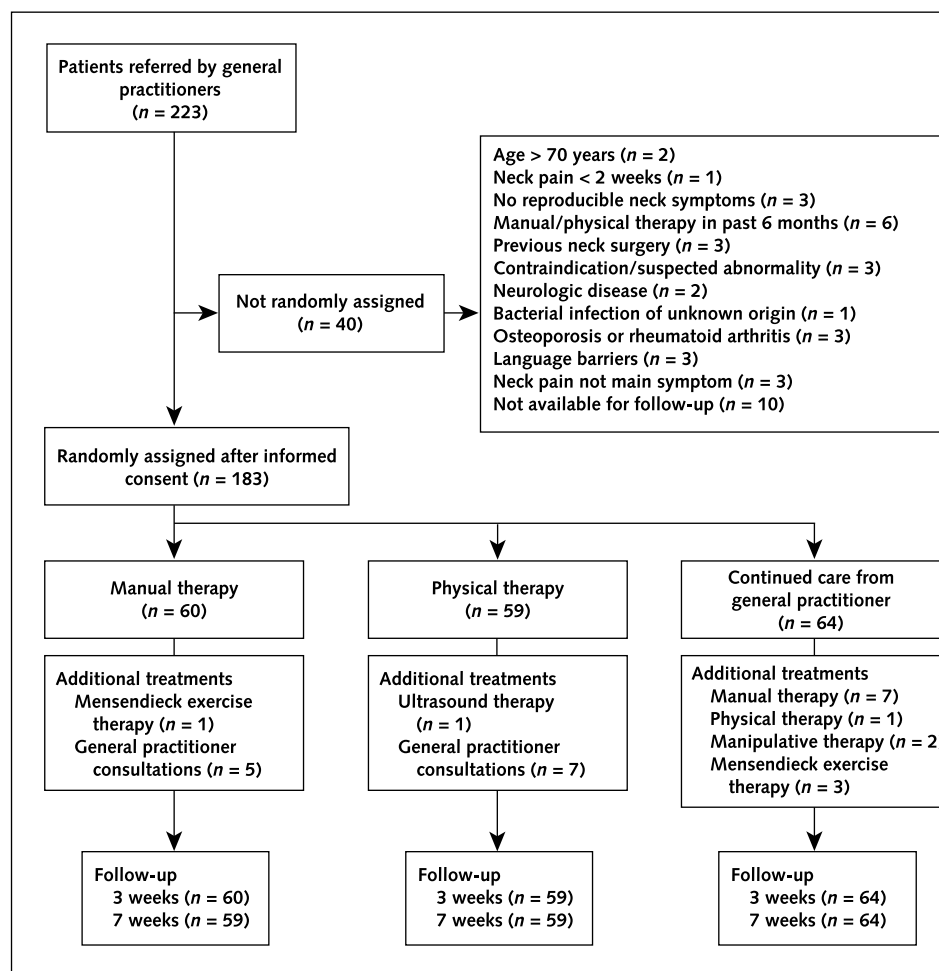 Patients referred by general
practitioners
(n = 223)
Age > 70 years (n = 2)
Neck pain < 2 weeks (n = 1)
No reproducible neck symptoms (n = 3)
Manual/physical therapy in past 6 months (n = 6)
Previous neck surgery (n = 3)
Contraindication/suspected abnormality (n = 3)
Neurologic disease (n = 2)
Bacterial infection of unknown origin (n = 1)
Osteoporosis or rheumatoid arthritis (n = 3)
Language barriers (n = 3)
Neck pain not main symptom (n = 3)
Not available for follow-up (n = 10)
Not randomly assigned
(n = 40)
Randomly assigned after informed
consent (n = 183)
Manual therapy
(n = 60)
Physical therapy
(n = 59)
Continued care from
general practitioner
(n = 64)
Additional treatments
Mensendieck exercise
therapy (n = 1)
General practitioner
consultations (n = 5)
Additional treatments
Ultrasound therapy
(n = 1)
General practitioner
consultations (n = 7)
Additional treatments
Manual therapy (n = 7)
Physical therapy (n = 1)
Manipulative therapy (n = 2
Mensendieck exercise
therapy (n = 3)
Follow-up
3 weeks (n = 60)
7 weeks (n = 59)
Follow-up
3 weeks (n = 59)
7 weeks (n = 59)
Follow-up
3 weeks (n = 64)
7 weeks (n = 64)